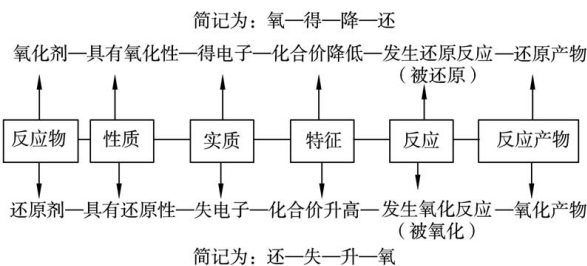 简记为：氧—得—降—还
氧化剂—具有氧化性—得电子—化合价降低—发生还原反应—还原产物
（被还原）
反应物 性质 实质 特征 反应 反应产物
还原剂—具有还原性—失电子—化合价升高—发生氧化反应—氧化产物
（被氧化）
简记为：还—失—升—氧